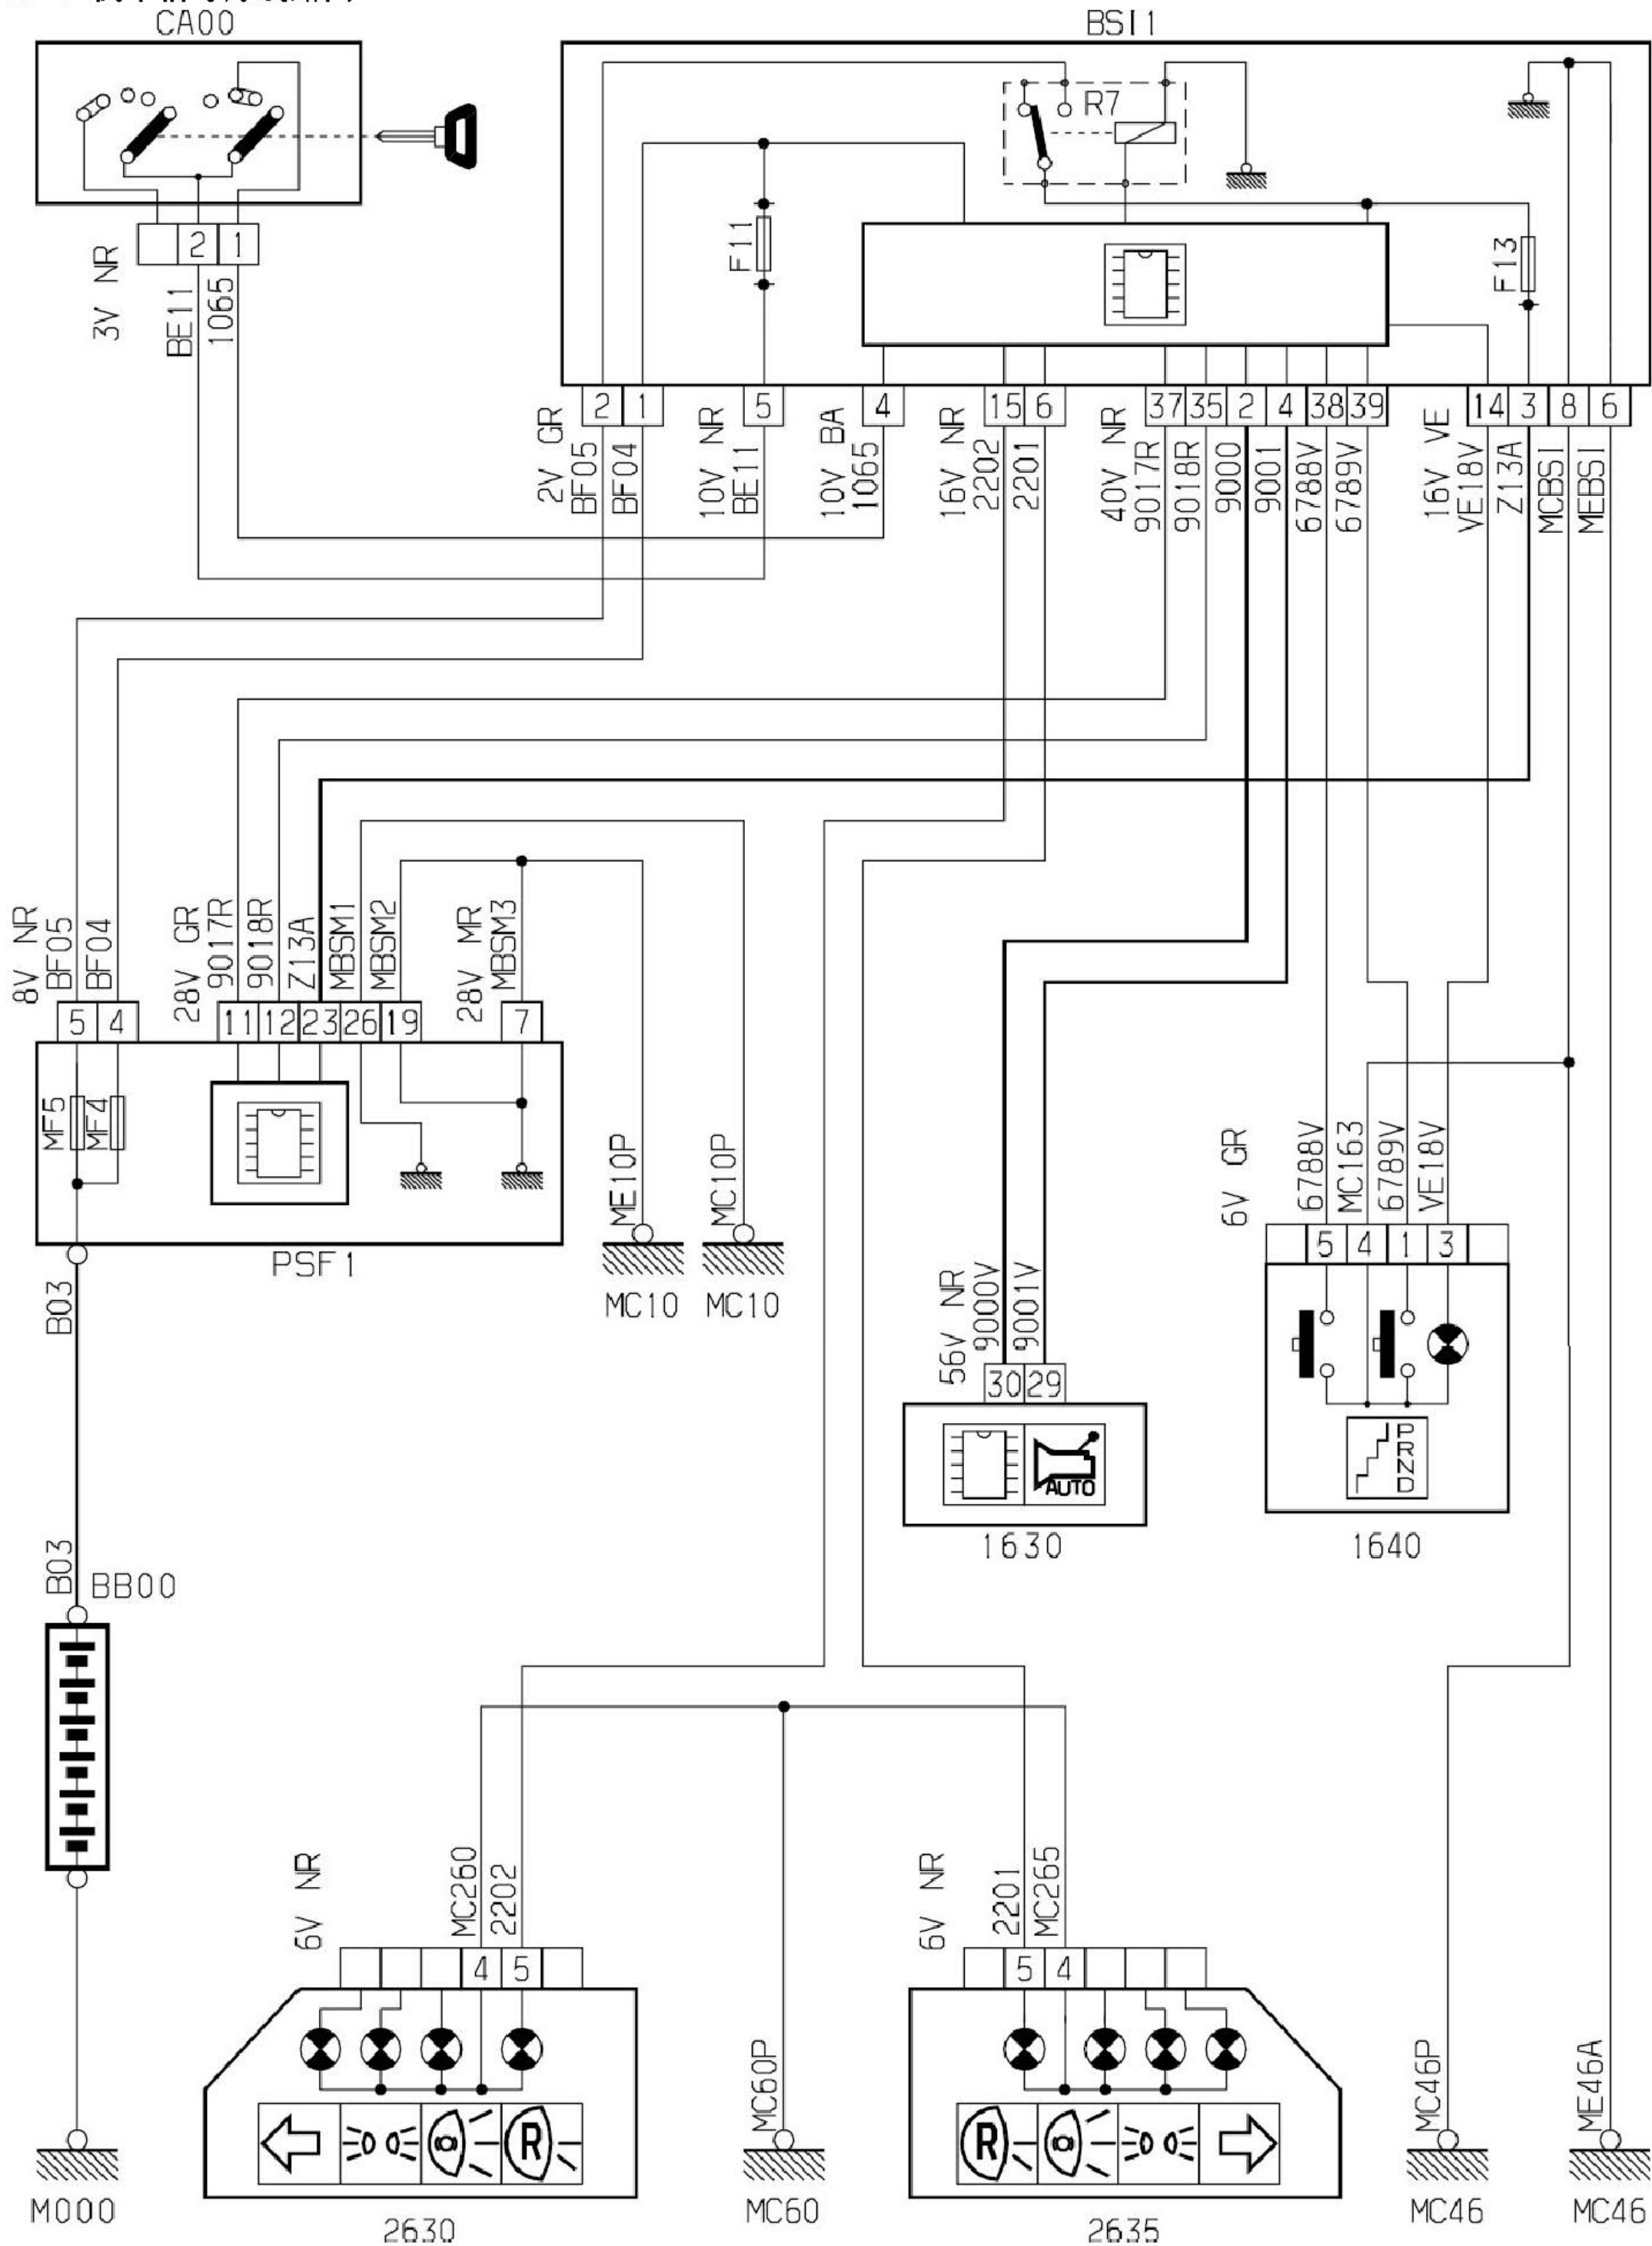 CA00
BSI1
R7
F11
F13
2 1
3V NR
BE11
1065
2 1 5 4 15 6 37 35 2 4 38 39 14 3 8 6
2V GR
BF05
BF04
10V NR
BE11
10V BA
1065
16V NR
2202
2201
40V NR
9017R
9018R
9000
9001
6788V
6789V
16V VE
VE18V
Z13A
MCBSI
MEBSI
8V NR
BF05
BF04
28V GR
9017R
9018R
Z13A
MBSM1
MBSM2
28V MR
MBSM3
5 4 11 12 23 26 19 7
MF5
MF4
PSF1
ME10P
MC10P
MC10 MC10
6V GR
6788V
MC163
6789V
VE18V
5 4 1 3
P
R
N
D
1640
56V NR
9000V
9001V
30 29
AUTO
1630
B03
B03
BB00
M000
6V NR
MC260
2202
4 5
R
2630
MC60P
MC60
6V NR
2201
MC265
5 4
R
2635
MC46P
MC46
ME46A
MC46